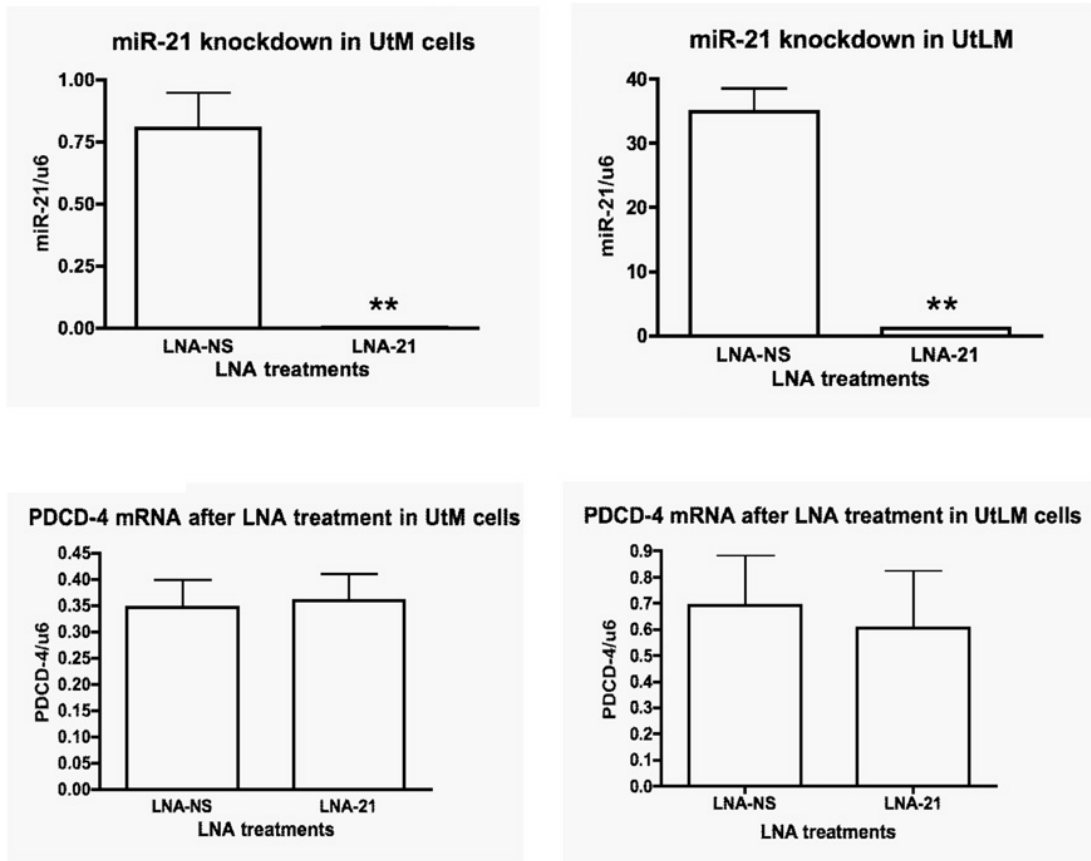 miR-21 knockdown in UtM cells
1.00
0.75
0.50
0.25
0.00
miR-21/u6
**
LNA-NS LNA-21
LNA treatments
miR-21 knockdown in UtLM
40
30
20
10
0
miR-21/u6
**
LNA-NS LNA-21
LNA treatments
PDCD-4 mRNA after LNA treatment in UtM cells
0.45
0.40
0.35
0.30
0.25
0.20
0.15
0.10
0.05
0.00
PDCD-4/u6
LNA-NS LNA-21
LNA treatments
PDCD-4 mRNA after LNA treatment in UtLM cells
0.9
0.8
0.7
0.6
0.5
0.4
0.3
0.2
0.1
0.0
PDCD-4/u6
LNA-NS LNA-21
LNA treatments